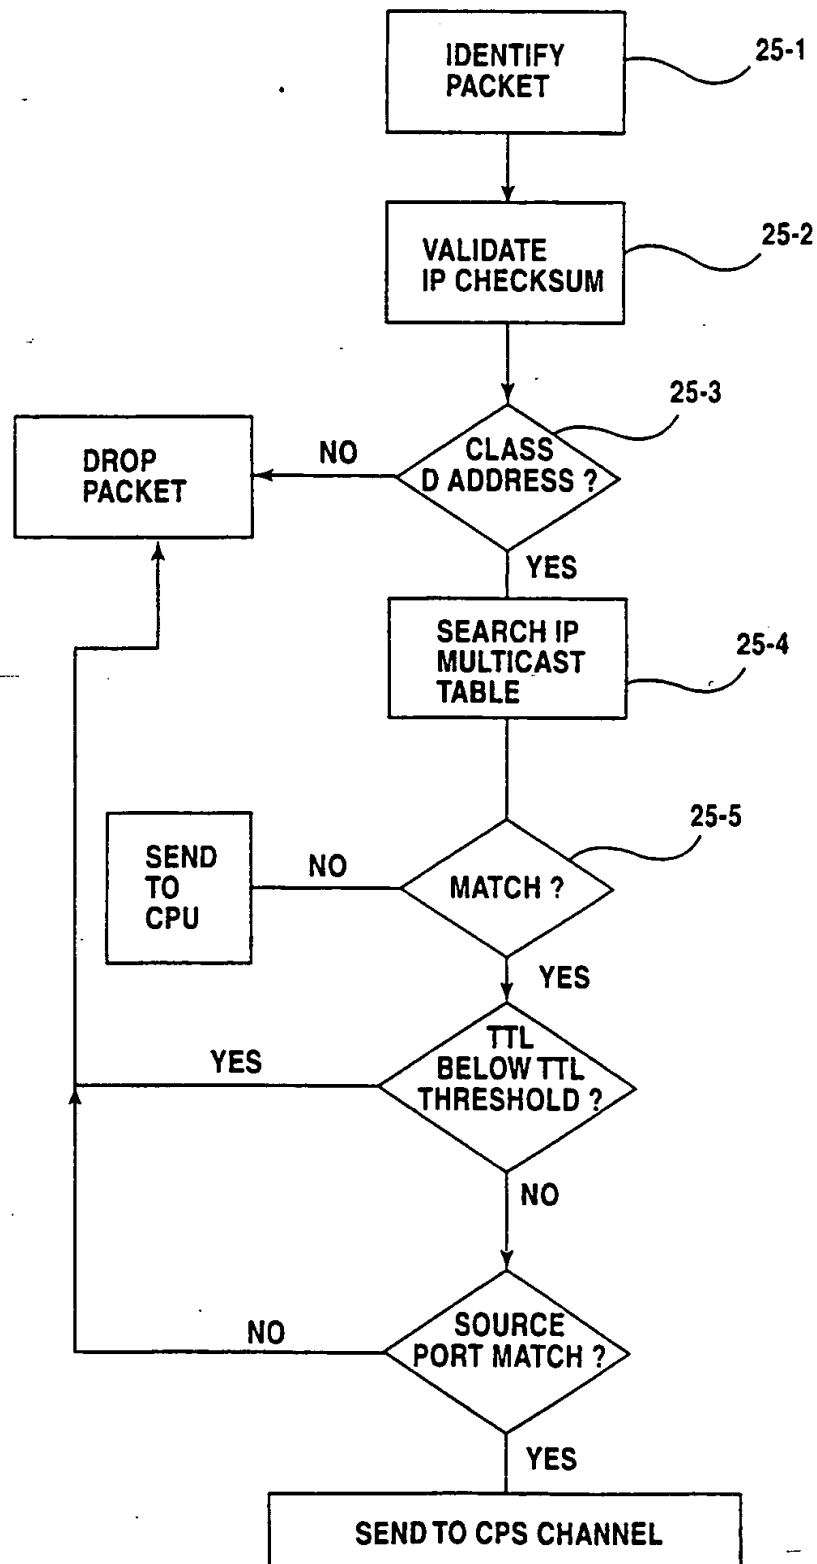 IDENTIFY
PACKET
25-1
VALIDATE
IP CHECKSUM
25-2
25-3
CLASS
D ADDRESS ?
NO
DROP
PACKET
YES
SEARCH IP
MULTICAST
TABLE
25-4
25-5
MATCH ?
NO
SEND
TO
CPU
YES
TTL
BELOW TTL
THRESHOLD ?
YES
NO
SOURCE
PORT MATCH ?
NO
YES
SEND TO CPS CHANNEL